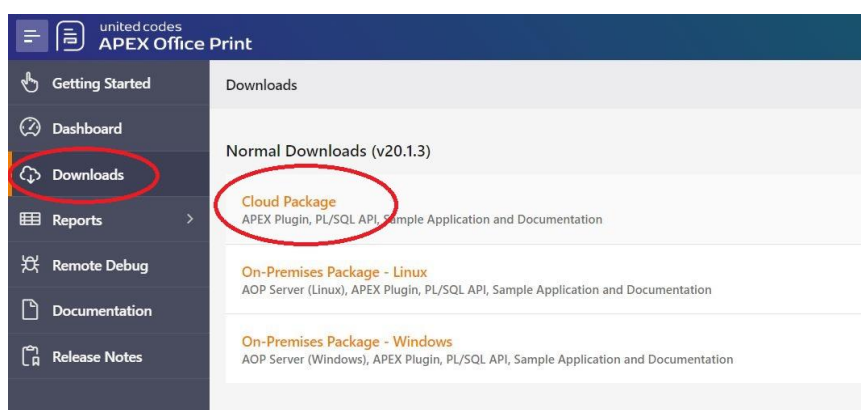 united codes
APEX Office Print
Getting Started
Dashboard
Downloads
Reports
Remote Debug
Documentation
Release Notes
Downloads
Normal Downloads (v20.1.3)
Cloud Package
APEX Plugin, PL/SQL API, Sample Application and Documentation
On-Premises Package - Linux
AOP Server (Linux), APEX Plugin, PL/SQL API, Sample Application and Documentation
On-Premises Package - Windows
AOP Server (Windows), APEX Plugin, PL/SQL API, Sample Application and Documentation